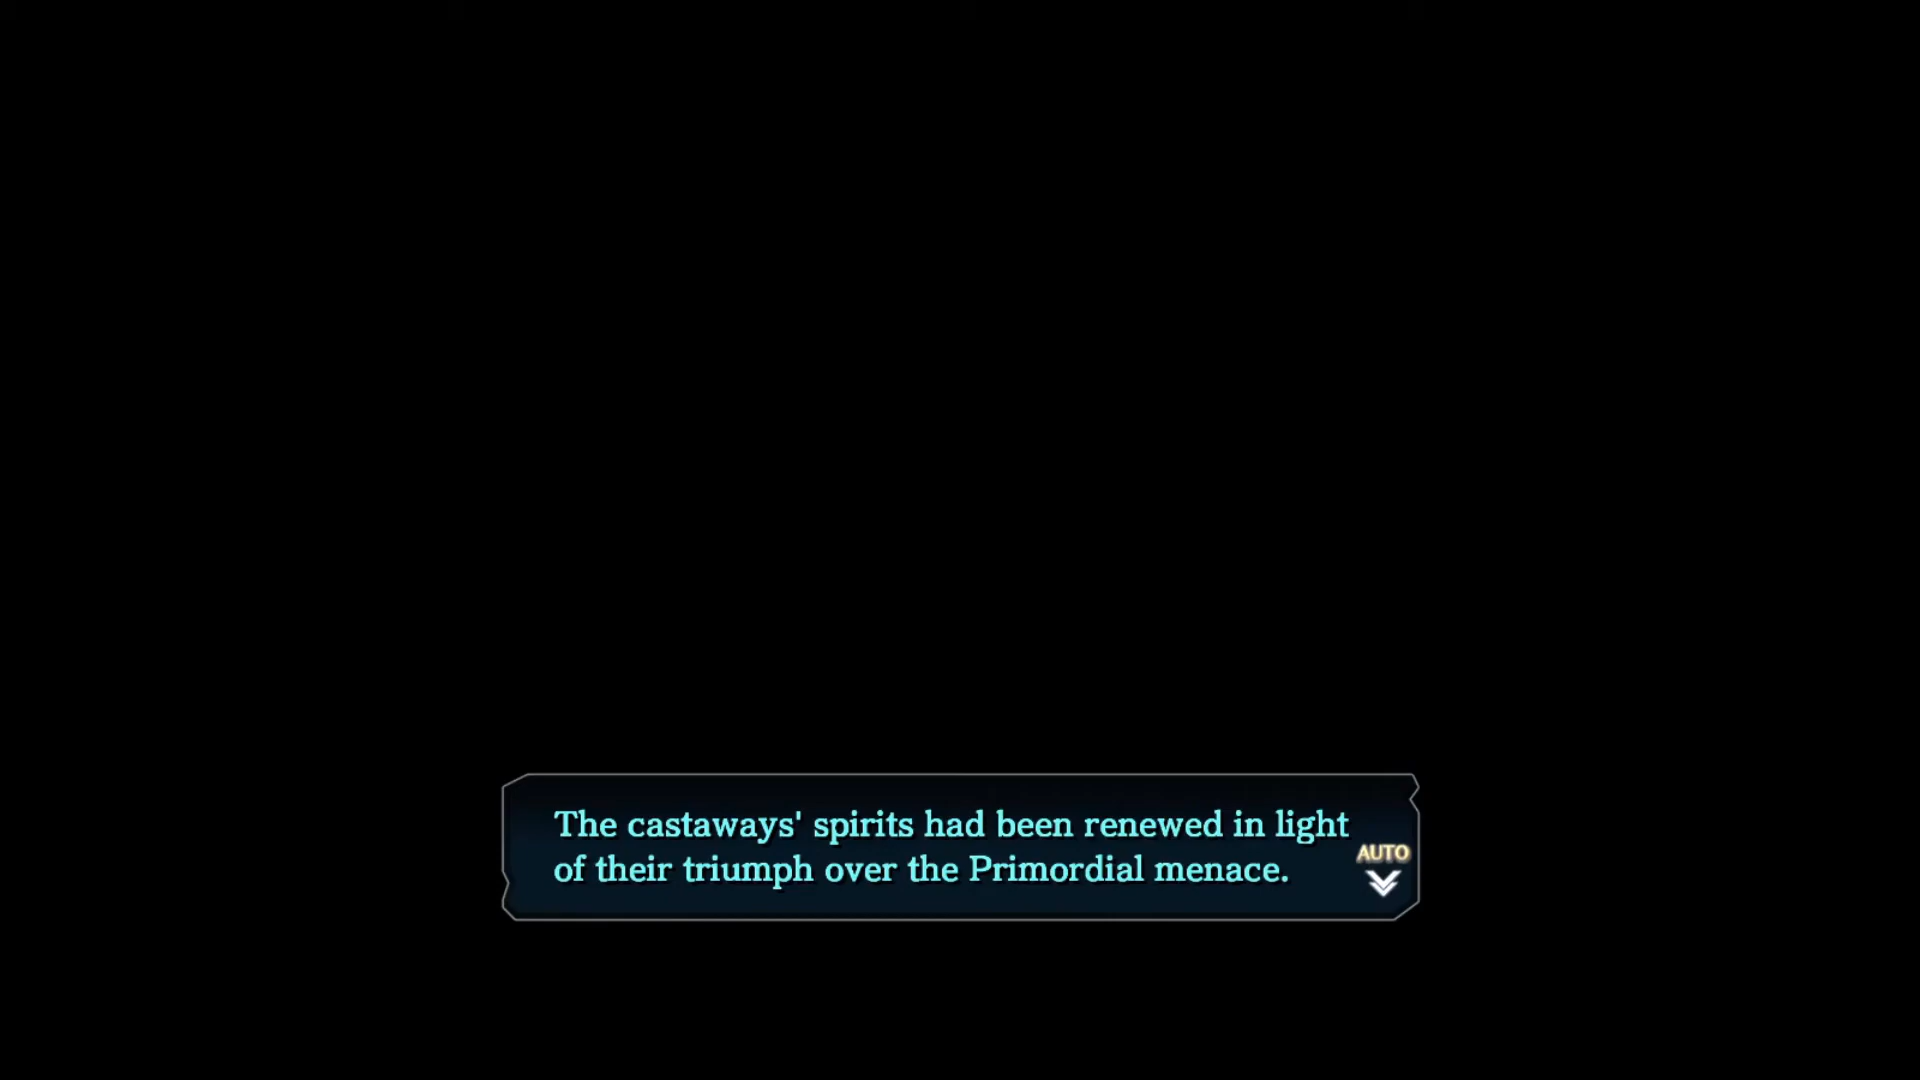 The castaways' spirits had been renewed in light
of their triumph over the Primordial menace.
AUTO